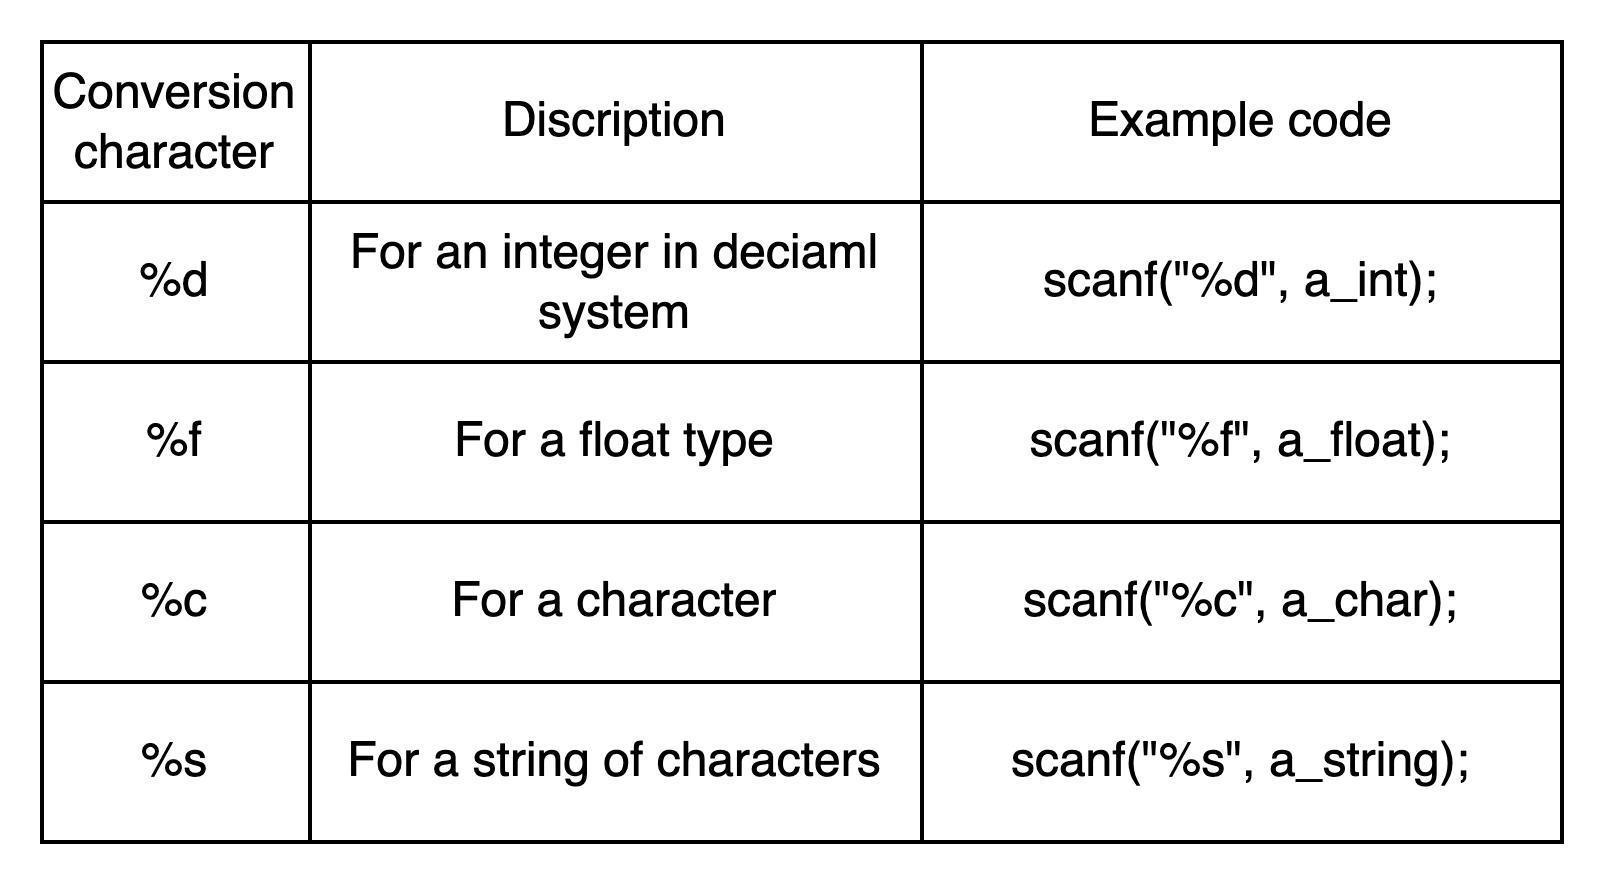 Conversion
character
Discription
Example code
%d
For an integer in deciaml
system
scanf("%d", a_int);
%f
For a float type
scanf("%f", a_float);
%c
For a character
scanf("%c", a_char);
%s
For a string of characters
scanf("%s", a_string);